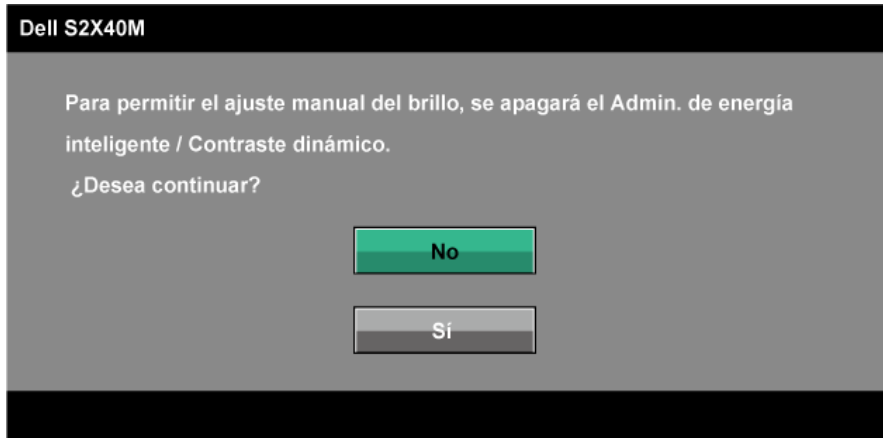 Dell S2X40M
Para permitir el ajuste manual del brillo, se apagará el Admin. de energía
inteligente / Contraste dinámico.
¿Desea continuar?
No
Sí